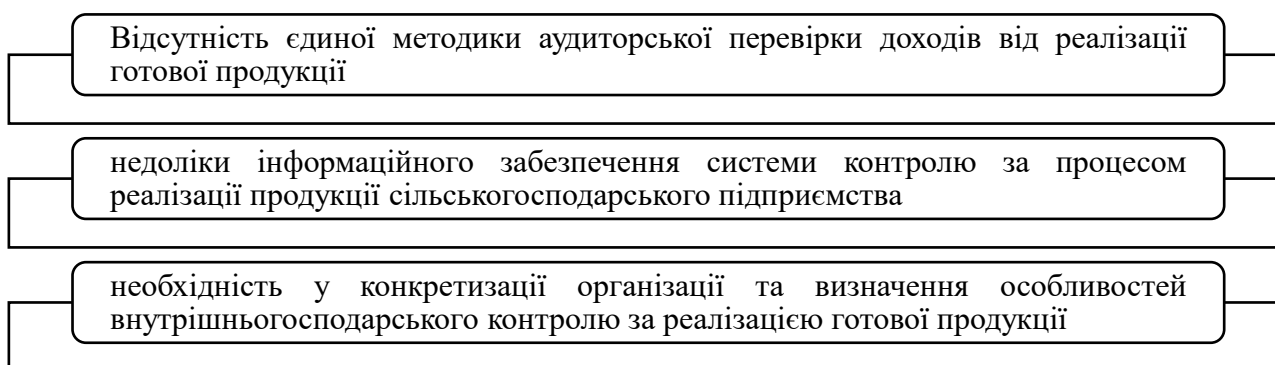 Відсутність єдиної методики аудиторської перевірки доходів від реалізації
готової продукції
недоліки інформаційного забезпечення системи контролю за процесом
реалізації продукції сільськогосподарського підприємства
необхідність у конкретизації організації та визначення особливостей
внутрішньогосподарського контролю за реалізацією готової продукції